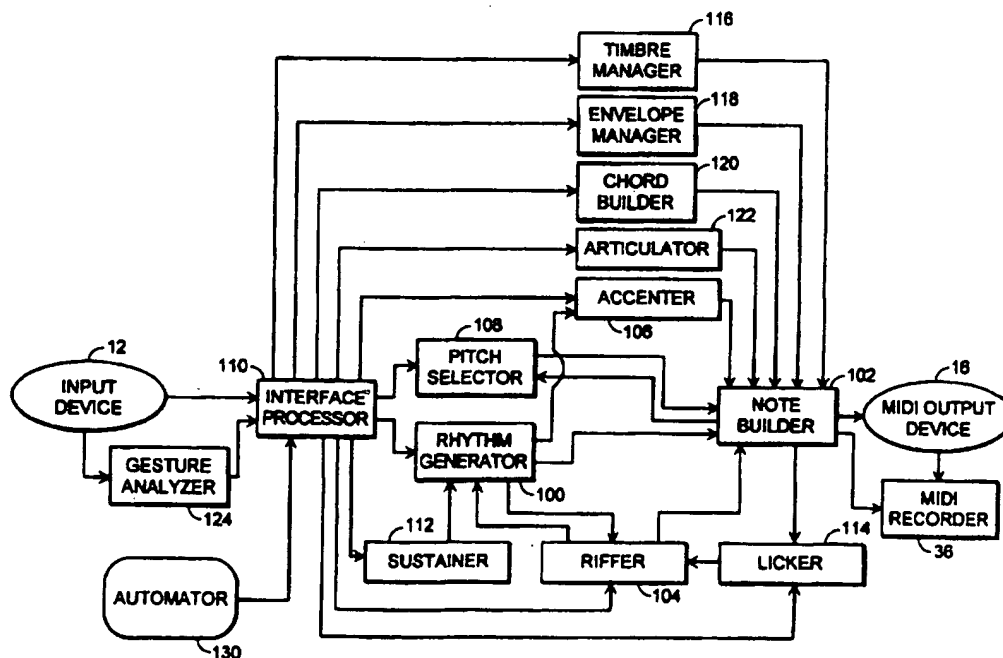 116
TIMBRE
MANAGER
118
ENVELOPE
MANAGER
120
CHORD
BUILDER
122
ARTICULATOR
ACCENTER
106
108
PITCH
SELECTOR
12
INPUT
DEVICE
110
INTERFACE
PROCESSOR
102
NOTE
BUILDER
16
MIDI OUTPUT
DEVICE
RHYTHM
GENERATOR
100
GESTURE
ANALYZER
124
MIDI
RECORDER
36
112
SUSTAINER
RIFFER
104
114
LICKER
AUTOMATOR
130